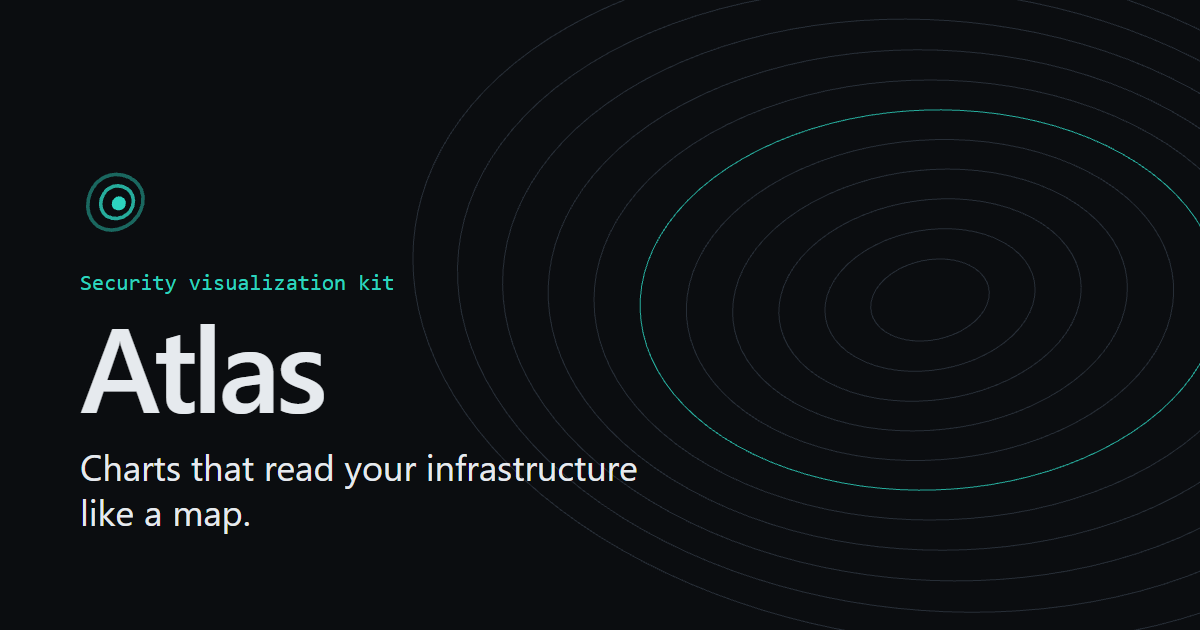 Security visualization kit
Atlas
Charts that read your infrastructure
like a map.